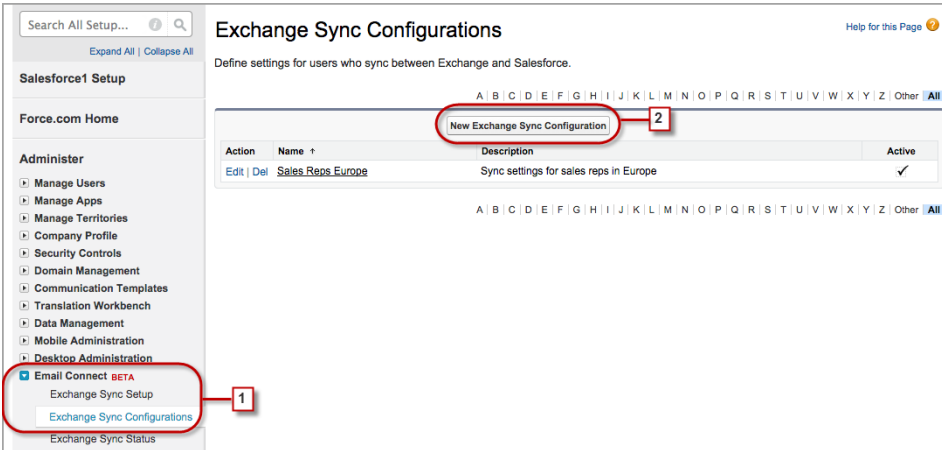 Search All Setup...
Expand All | Collapse All
Salesforce1 Setup
Force.com Home
Administer
Manage Users
Manage Apps
Manage Territories
Company Profile
Security Controls
Domain Management
Communication Templates
Translation Workbench
Data Management
Mobile Administration
Desktop Administration
Email Connect BETA
Exchange Sync Setup
Exchange Sync Configurations
Exchange Sync Status
1
Exchange Sync Configurations
Help for this Page ?
Define settings for users who sync between Exchange and Salesforce.
A | B | C | D | E | F | G | H | I | J | K | L | M | N | O | P | Q | R | S | T | U | V | W | X | Y | Z | Other | All
New Exchange Sync Configuration
2
Action Name ↑ Description Active
Edit | Del Sales Reps Europe Sync settings for sales reps in Europe ✓
A | B | C | D | E | F | G | H | I | J | K | L | M | N | O | P | Q | R | S | T | U | V | W | X | Y | Z | Other | All